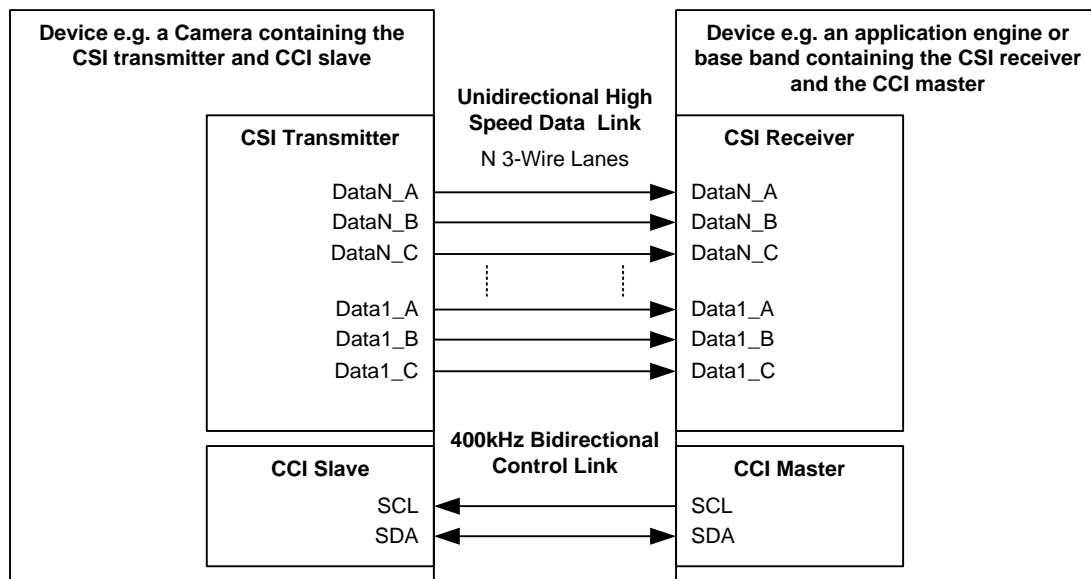 Device e.g. a Camera containing the
CSI transmitter and CCI slave
Device e.g. an application engine or
base band containing the CSI receiver
and the CCI master
Unidirectional High
Speed Data Link
N 3-Wire Lanes
CSI Transmitter
DataN_A
DataN_B
DataN_C
Data1_A
Data1_B
Data1_C
CSI Receiver
DataN_A
DataN_B
DataN_C
Data1_A
Data1_B
Data1_C
400kHz Bidirectional
Control Link
CCI Slave
SCL
SDA
CCI Master
SCL
SDA